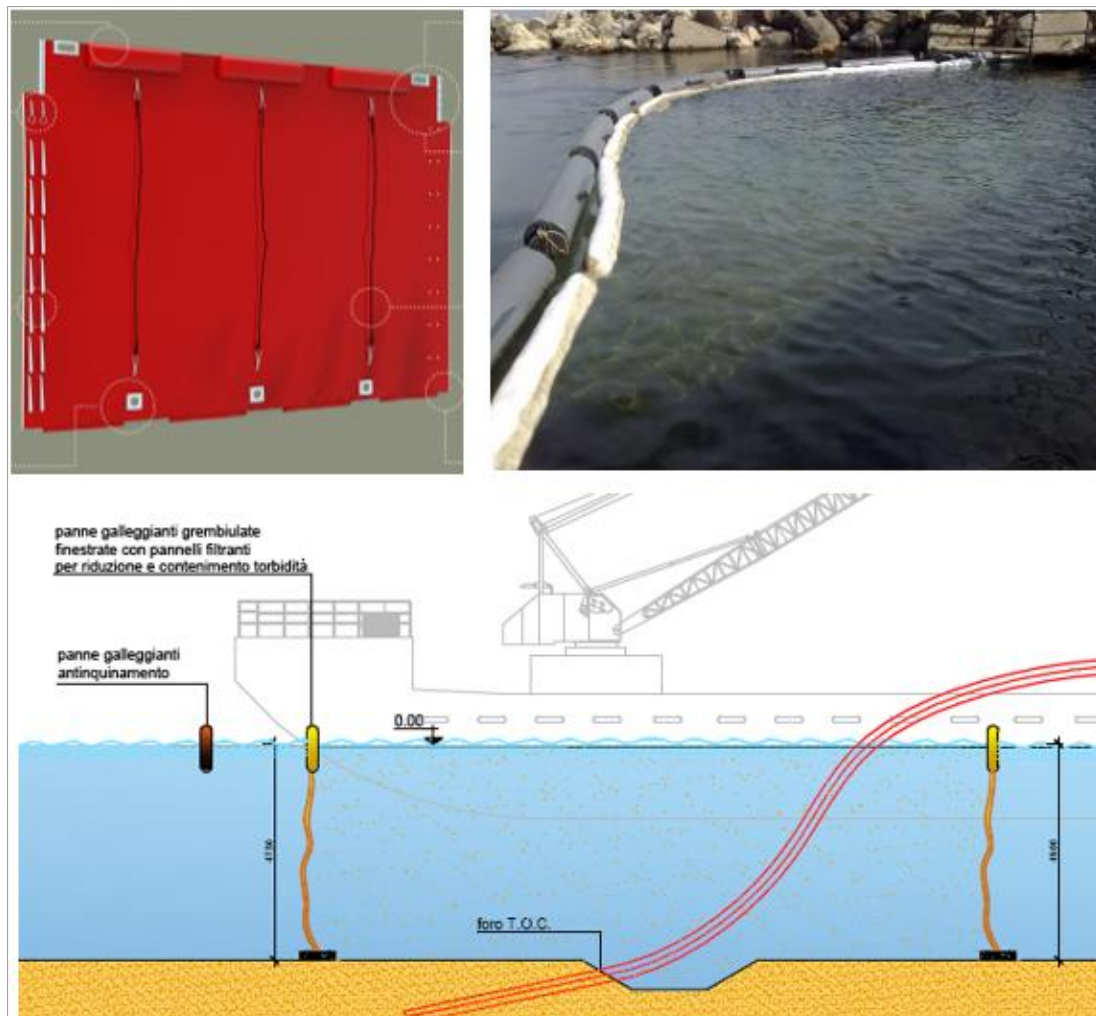 panne galleggianti grembiulate
finestrate con pannelli filtranti
per riduzione e contenimento torbidità
panne galleggianti
antinquinamento
0.00
foro T.O.C.